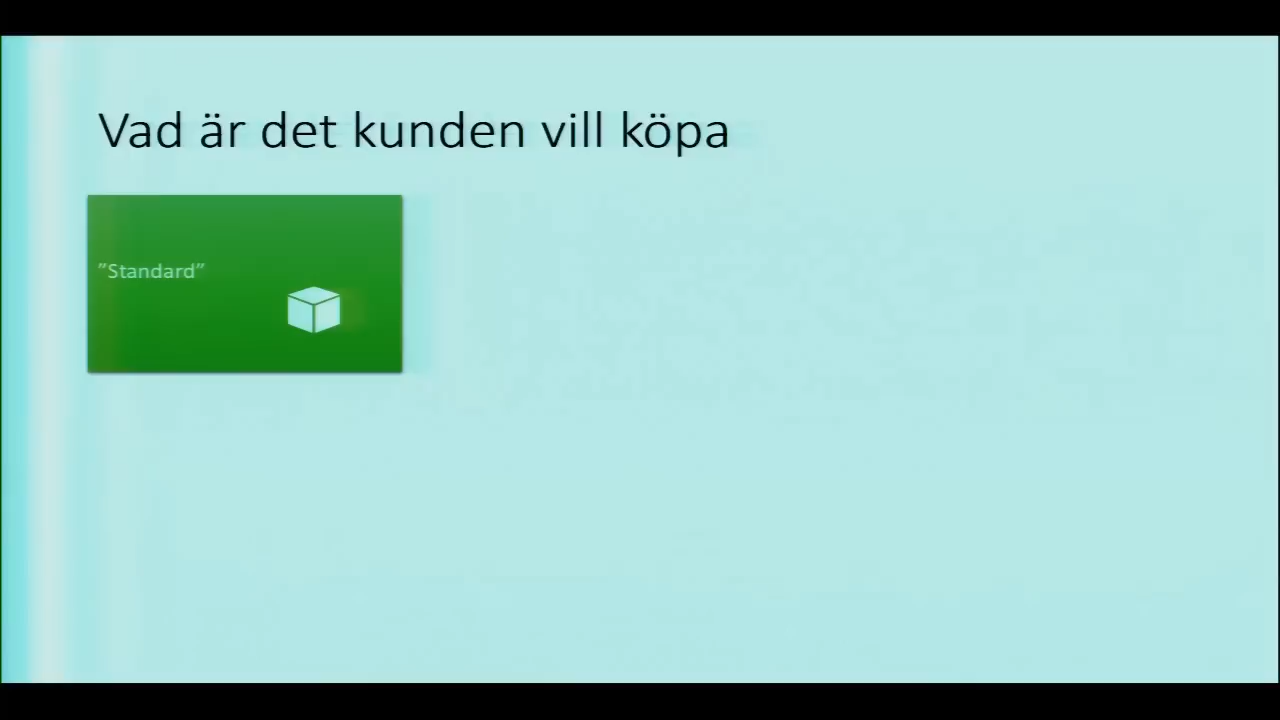 Vad är det kunden vill köpa
”Standard”